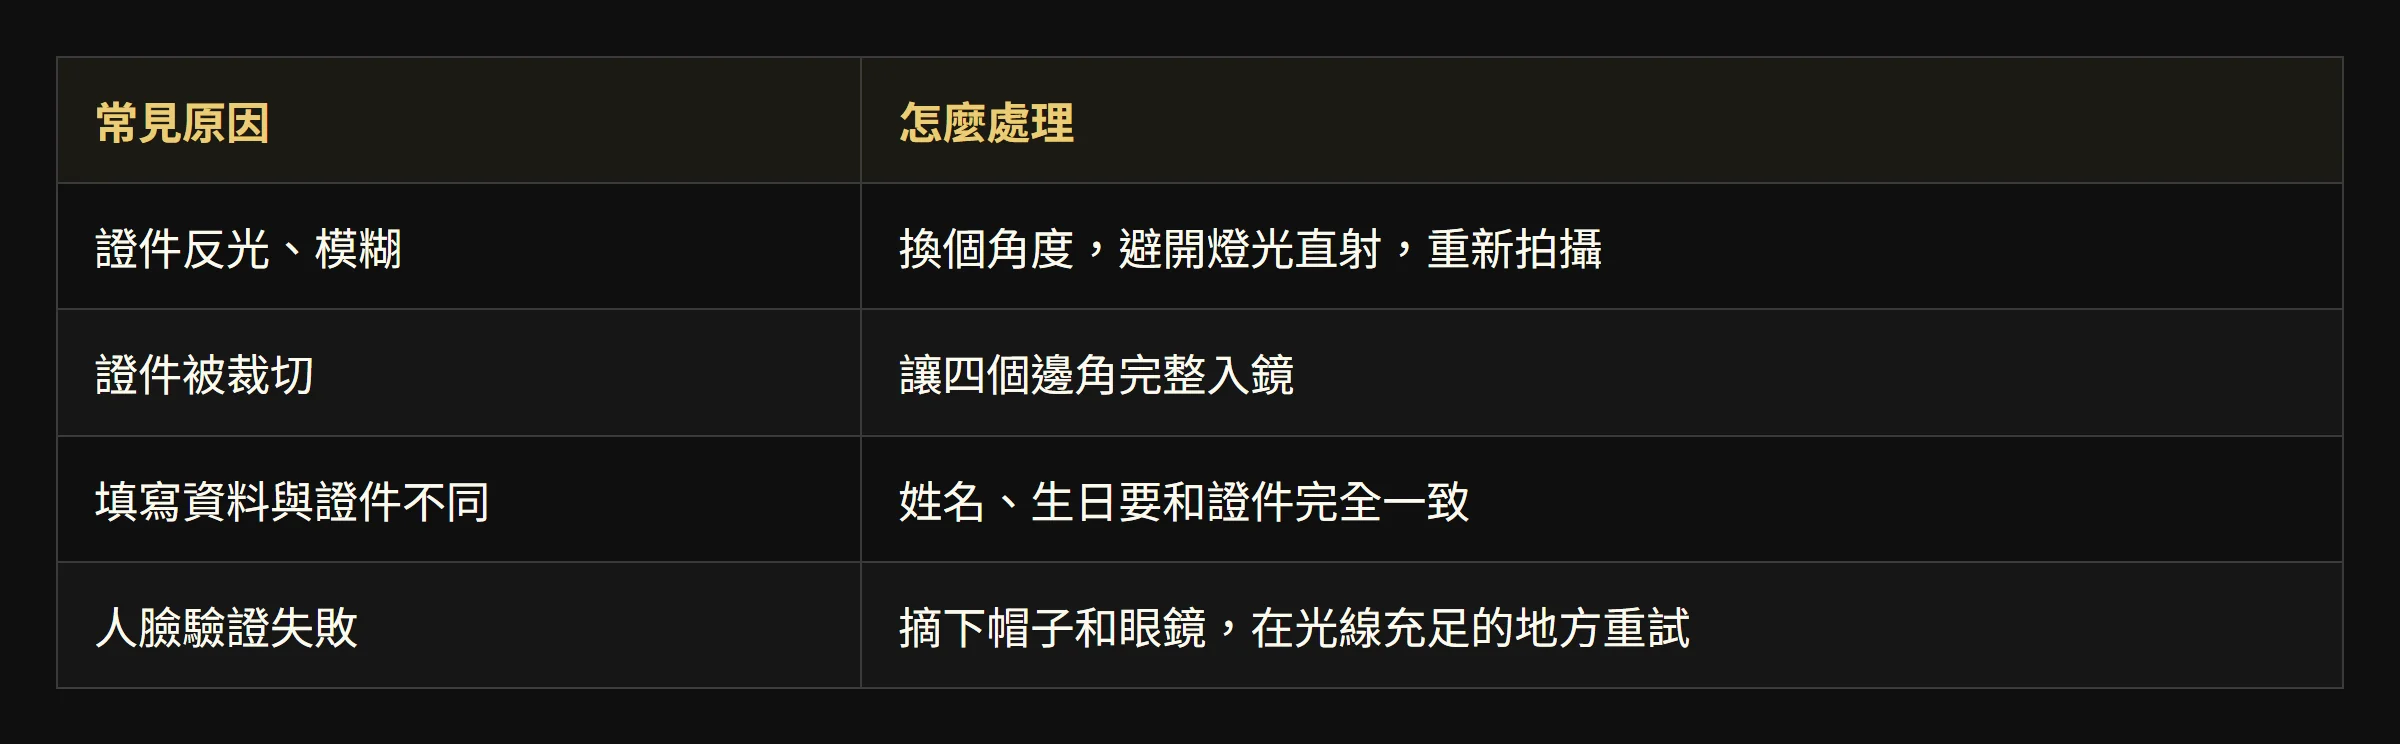 常見原因 怎麼處理
證件反光、模糊 換個角度，避開燈光直射，重新拍攝
證件被裁切 讓四個邊角完整入鏡
填寫資料與證件不同 姓名、生日要和證件完全一致
人臉驗證失敗 摘下帽子和眼鏡，在光線充足的地方重試